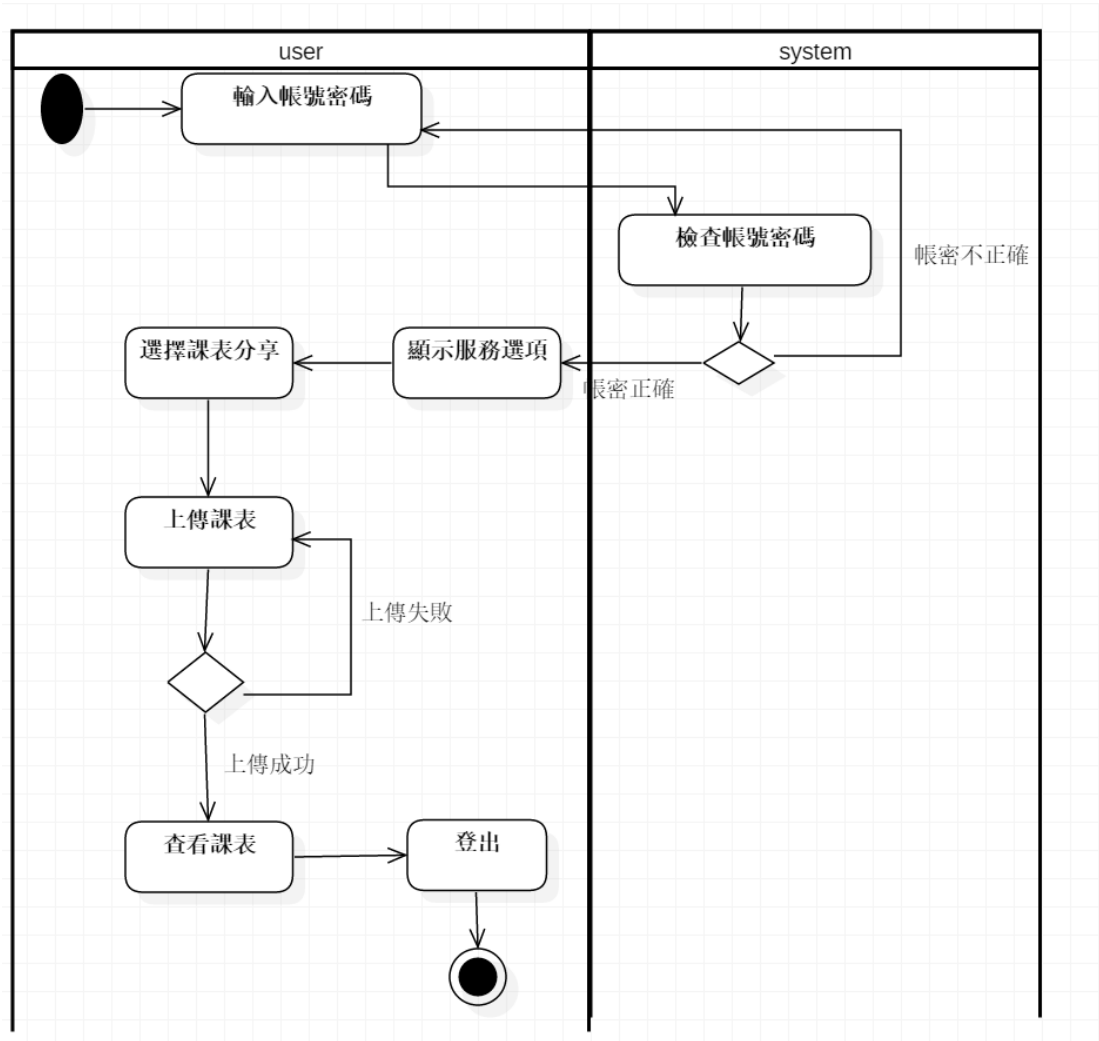 user
system
輸入帳號密碼
檢查帳號密碼
帳密不正確
選擇課表分享
顯示服務選項
帳密正確
上傳課表
上傳失敗
上傳成功
查看課表
登出